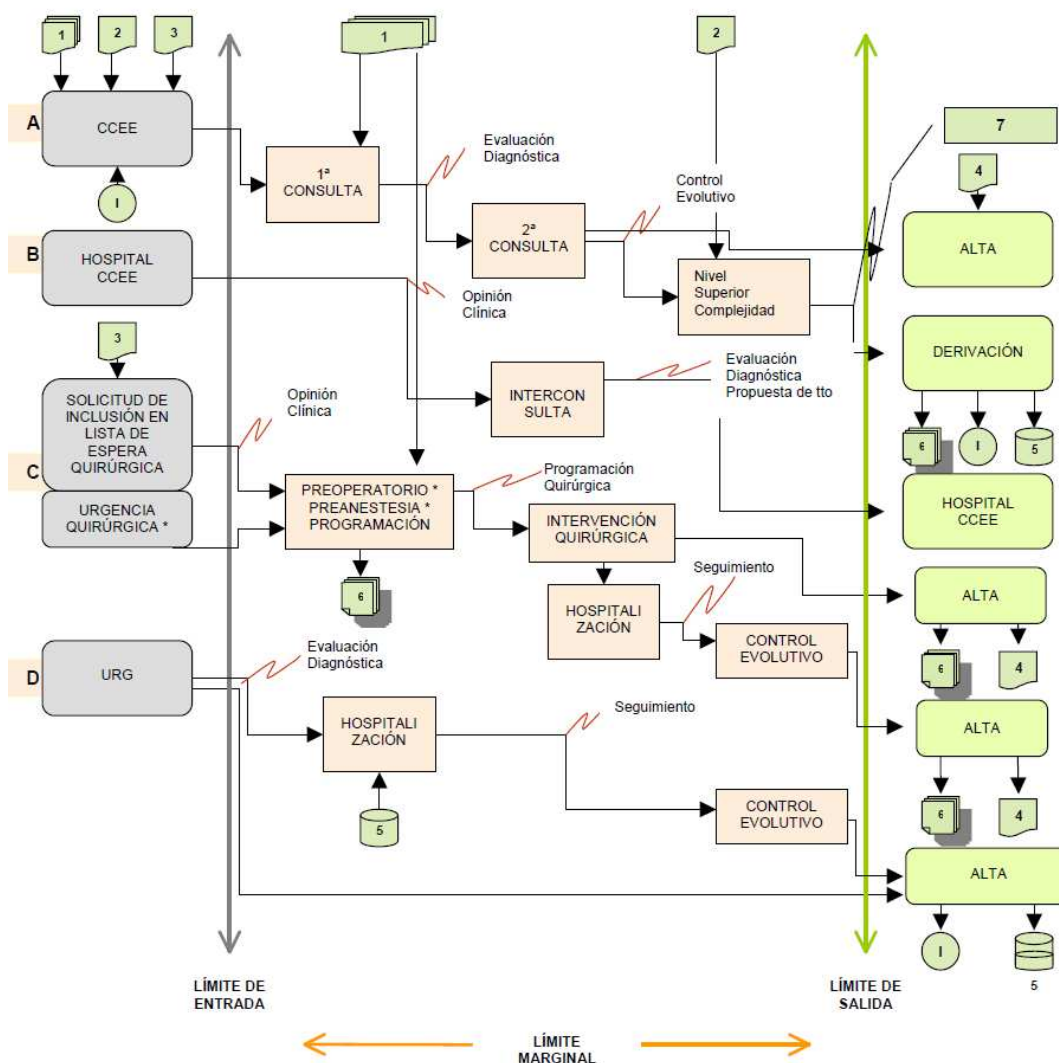 1
2
3
1
2
A
CCEE
I
1ª
CONSULTA
Evaluación
Diagnóstica
2ª
CONSULTA
Control
Evolutivo
7
4
ALTA
B
HOSPITAL
CCEE
Opinión
Clínica
Nivel
Superior
Complejidad
DERIVACIÓN
6
I
5
3
SOLICITUD DE
INCLUSIÓN EN
LISTA DE
ESPERA
QUIRÚRGICA
C
URGENCIA
QUIRÚRGICA *
Opinión
Clínica
INTERCON
SULTA
Evaluación
Diagnóstica
Propuesta de tto
HOSPITAL
CCEE
PREOPERATORIO *
PREANESTESIA *
PROGRAMACIÓN
6
Programación
Quirúrgica
INTERVENCIÓN
QUIRÚRGICA
HOSPITALI
ZACIÓN
Seguimiento
CONTROL
EVOLUTIVO
ALTA
6
4
D
URG
Evaluación
Diagnóstica
HOSPITALI
ZACIÓN
5
Seguimiento
CONTROL
EVOLUTIVO
ALTA
6
4
ALTA
I
5
LÍMITE DE
ENTRADA
LÍMITE DE
SALIDA
LÍMITE
MARGINAL